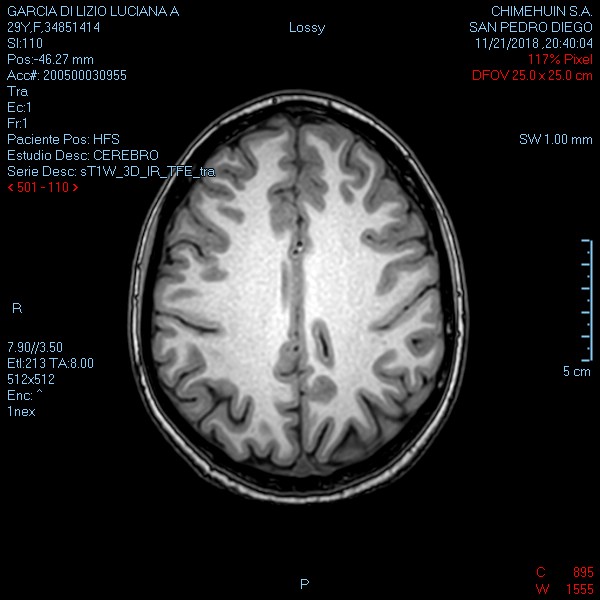 GARCIA DI LIZIO LUCIANA A
29Y,F,34851414
Sl:110
Pos:-46.27 mm
Acc#: 200500030955
Tra
Ec:1
Fr:1
Paciente Pos: HFS
Estudio Desc: CEREBRO
Serie Desc: sT1W_3D_IR_TFE_tra
< 501 - 110 >
Lossy
CHIMEHUIN S.A.
SAN PEDRO DIEGO
11/21/2018 ,20:40:04
117% Pixel
DFOV 25.0 x 25.0 cm
SW 1.00 mm
R
7.90//3.50
Etl:213 TA:8.00
512x512
Enc: ^
1nex
5 cm
P
C 895
W 1555